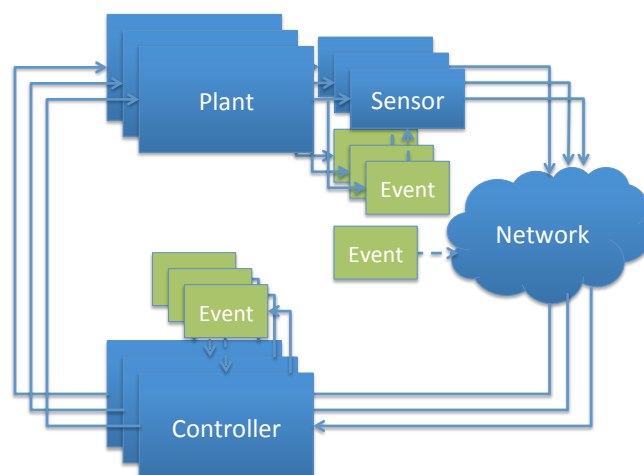 Plant
Sensor
Event
Network
Event
Event
Controller